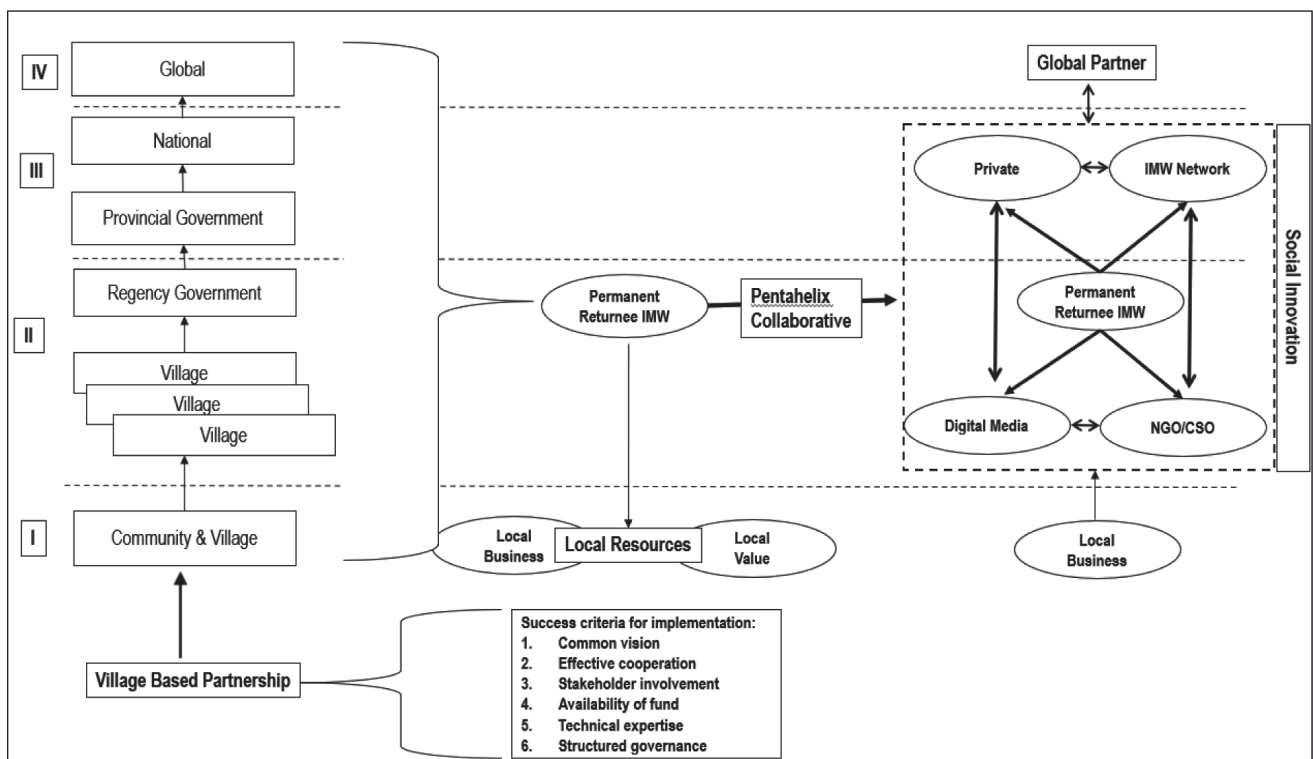 IV
Global
III
National
Provincial Government
II
Regency Government
Village
Village
Village
I
Community & Village
Village Based Partnership
Success criteria for implementation:
1. Common vision
2. Effective cooperation
3. Stakeholder involvement
4. Availability of fund
5. Technical expertise
6. Structured governance
Permanent
Returnee IMW
Pentahelix
Collaborative
Local
Business
Local Resources
Local
Value
Global Partner
Private
IMW Network
Permanent
Returnee IMW
Digital Media
NGO/CSO
Social Innovation
Local
Business